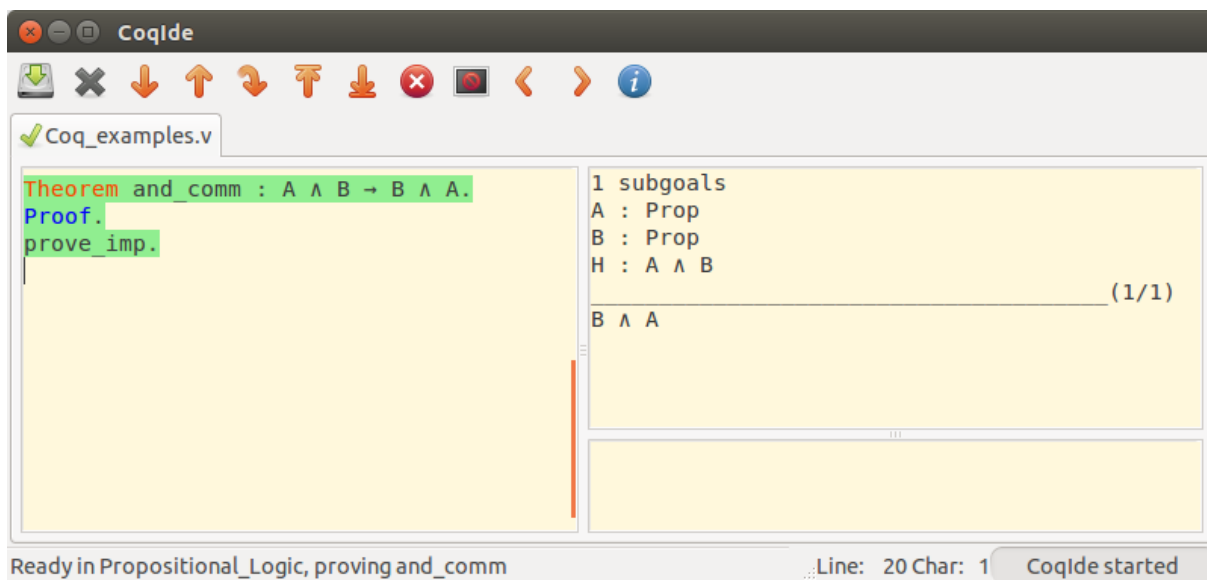 CoqIde
Coq_examples.v
Theorem and_comm : A ∧ B → B ∧ A.
Proof.
prove_imp.
1 subgoals
A : Prop
B : Prop
H : A ∧ B
______________________________________(1/1)
B ∧ A
Ready in Propositional_Logic, proving and_comm
Line: 20 Char: 1
CoqIde started